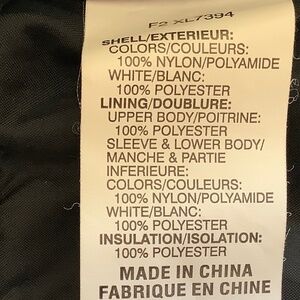 F2 XL7394
SHELL/EXTERIEUR:
COLORS/COULEURS:
100% NYLON/POLYAMIDE
WHITE/BLANC:
100% POLYESTER
LINING/DOUBLURE:
UPPER BODY/POITRINE:
100% POLYESTER
SLEEVE & LOWER BODY/
MANCHE & PARTIE
INFERIEURE:
COLORS/COULEURS:
100% NYLON/POLYAMIDE
WHITE/BLANC:
100% POLYESTER
INSULATION/ISOLATION:
100% POLYESTER
MADE IN CHINA
FABRIQUE EN CHINE